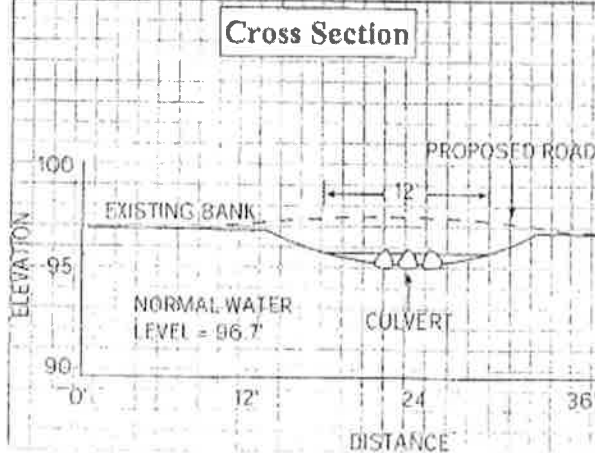 Cross Section
100
PROPOSED ROAD
12'
EXISTING BANK
ELEVATION
95
NORMAL WATER
LEVEL = 96.7'
CULVERT
90
0'
12'
24
36
DISTANCE